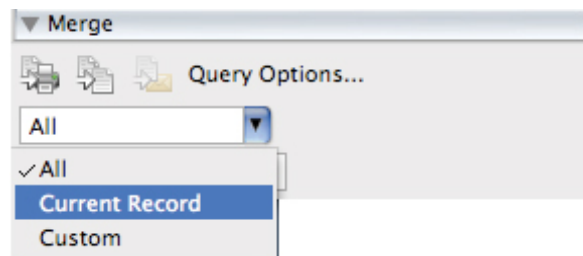 Merge
Query Options...
All
All
Current Record
Custom